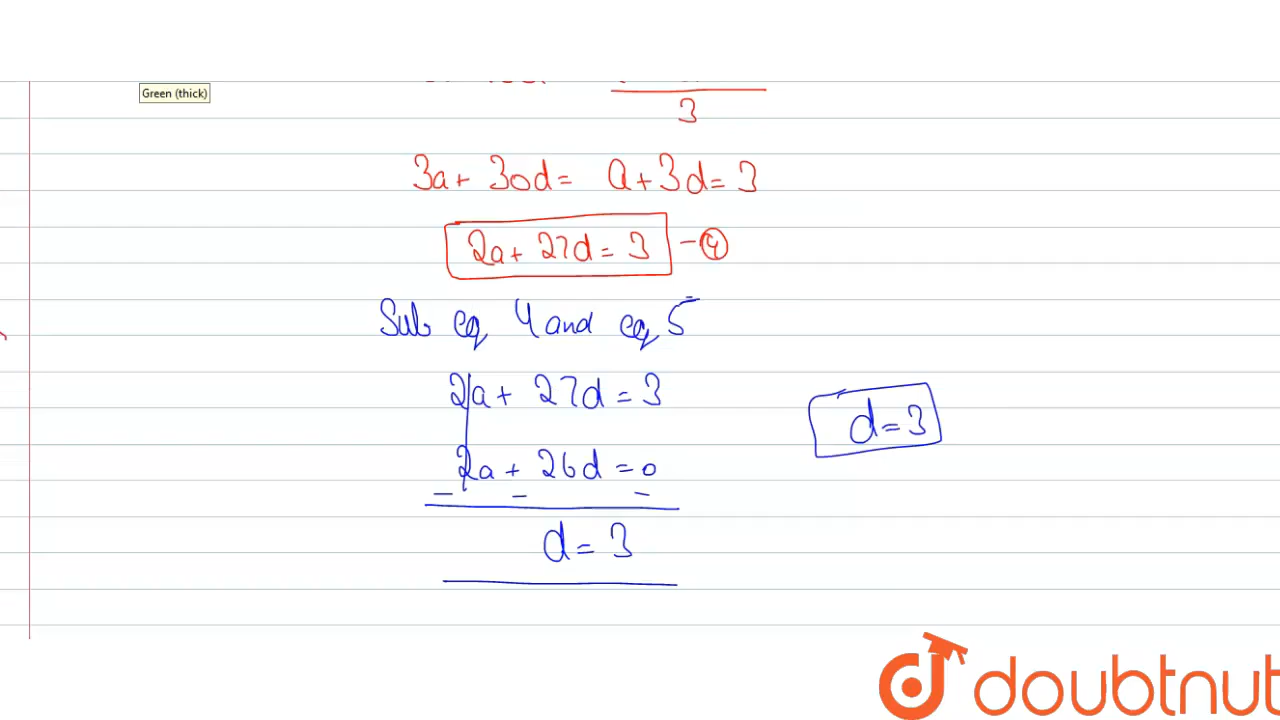 Green (thick)
3
3a + 30d = a + 3d = 3
2a + 27d = 3 - 4
Sub eq 4 and eq 5
2a + 27d = 3
d = 3
2a + 26d = 0
- - -
d = 3
doubtnut